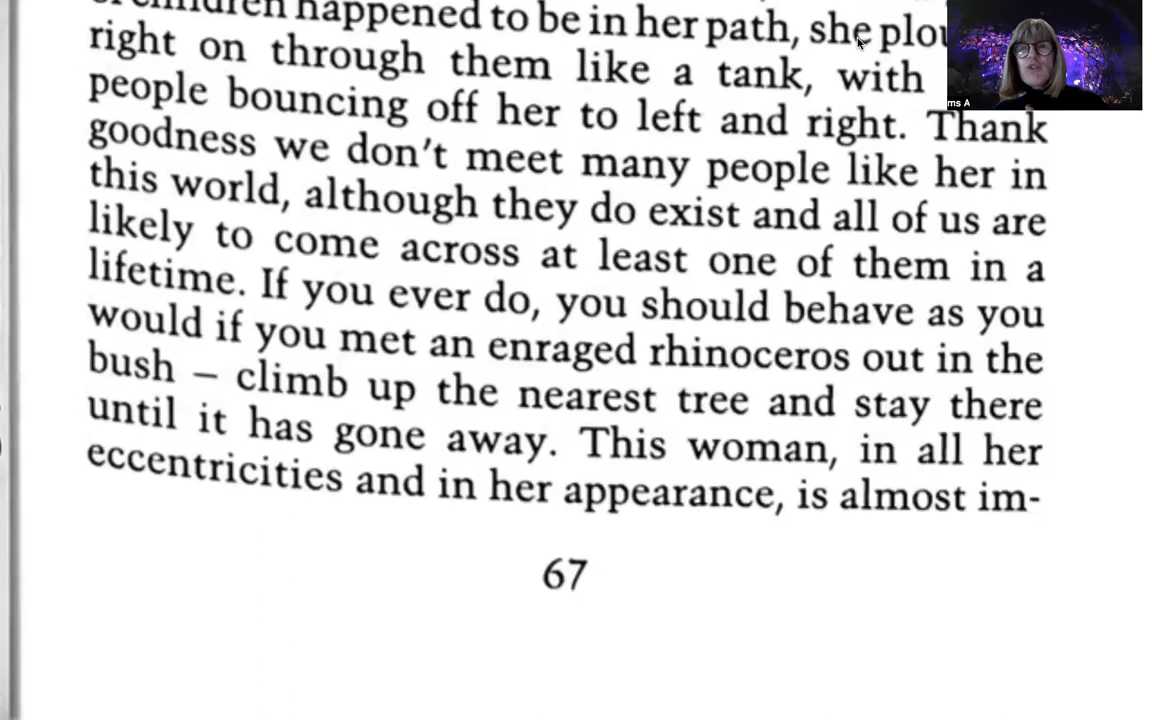 happened to be in her path, she
right on through them like a tank, with
people bouncing off her to left and right. Thank
goodness we don't meet many people like her in
this world, although they do exist and all of us are
likely to come across at least one of them in a
lifetime. If you ever do, you should behave as you
would if you met an enraged rhinoceros out in the
bush – climb up the nearest tree and stay there
until it has gone away. This woman, in all her
eccentricities and in her appearance, is almost im-
67
ms A